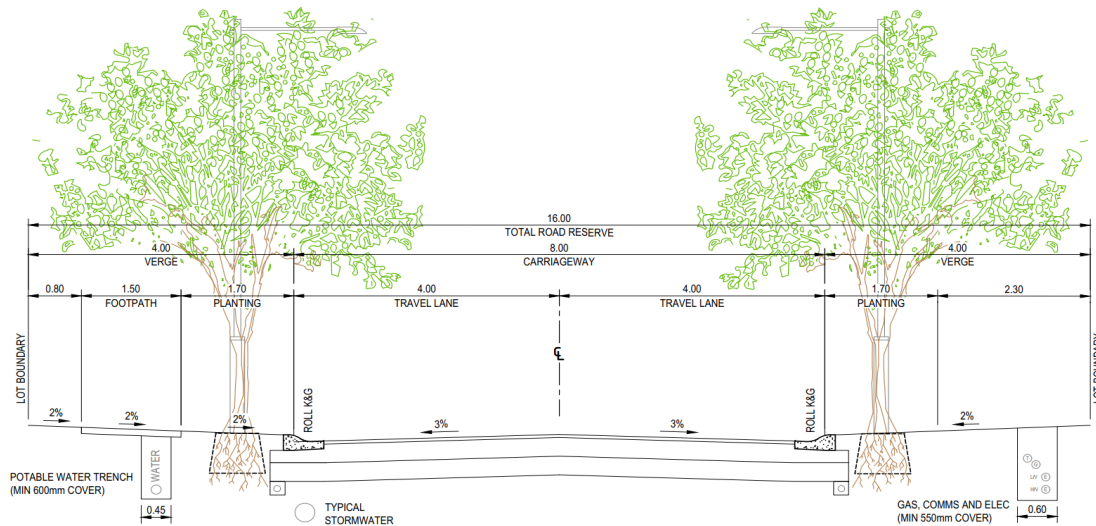 16.00
TOTAL ROAD RESERVE
4.00 8.00 4.00
VERGE CARRIAGEWAY VERGE
0.80 1.50 1.70 4.00 4.00 1.70 2.30
FOOTPATH PLANTING TRAVEL LANE TRAVEL LANE PLANTING
LOT BOUNDARY
ROLL K&G
℄
ROLL K&G
LOT BOUNDARY
2% 2% 2% 3% 3% 2%
WATER
T
G
L/V E
H/V E
POTABLE WATER TRENCH
(MIN 600mm COVER)
0.45
TYPICAL
STORMWATER
GAS, COMMS AND ELEC
(MIN 550mm COVER)
0.60